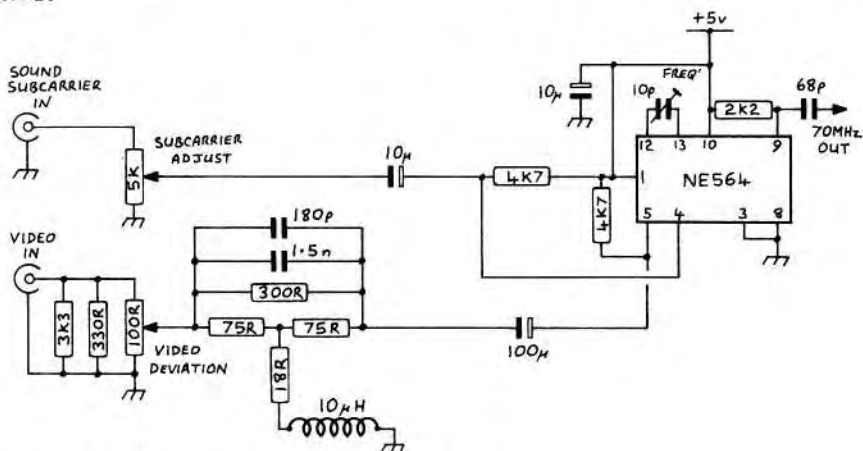 +5v
SOUND
SUBCARRIER
IN
SUBCARRIER
ADJUST
5K
10µ
10µ
FREQ'
10p
2K2
68p
70MHz
OUT
12
13
10
9
1
NE564
5
4
3
8
4K7
4K7
VIDEO
IN
3K3
330R
100R
VIDEO
DEVIATION
180p
1.5n
300R
75R
75R
18R
10µH
100µ